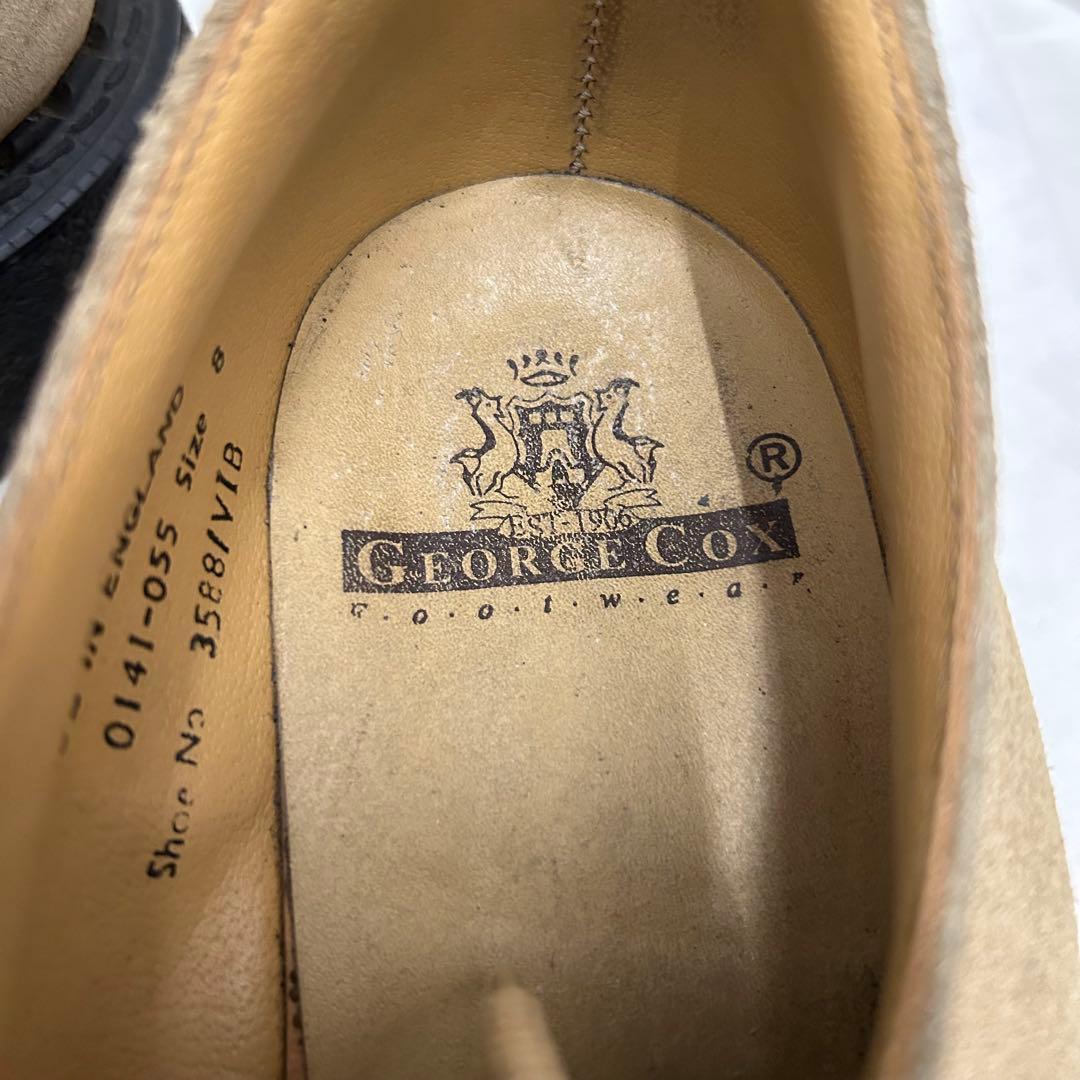 EST-1906
GEORGE COX
®
F.o.o.t.w.e.a.r
IN ENGLAND
0141-055 Size 8
Shoe No 3588/VIB